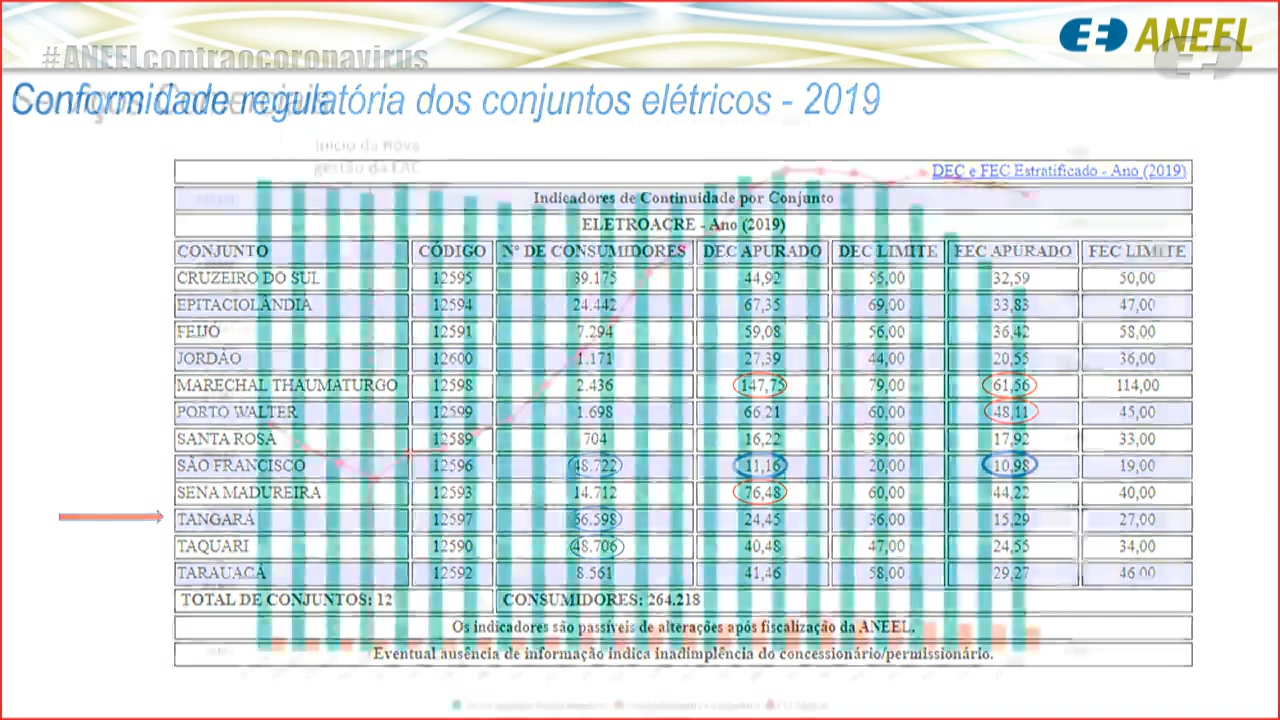 ANEEL
#ANEELcontraocoronavirus
Conformidade regulatória dos conjuntos elétricos - 2019
Início da Nova
gestão da EAC
DEC e FEC Estratificado - Ano (2019)
Indicadores de Continuidade por Conjunto
ELETROACRE - Ano (2019)
CONJUNTO CÓDIGO Nº DE CONSUMIDORES DEC APURADO DEC LIMITE FEC APURADO FEC LIMITE
CRUZEIRO DO SUL 12595 39.175 44,92 55,00 32,59 50,00
EPITACIOLÂNDIA 12594 24.442 67,35 69,00 33,83 47,00
FEIJÓ 12591 7.294 59,08 56,00 36,42 58,00
JORDÃO 12600 1.171 27,39 44,00 20,55 36,00
MARECHAL THAUMATURGO 12598 2.436 147,75 79,00 61,56 114,00
PORTO WALTER 12599 1.698 66,21 60,00 48,11 45,00
SANTA ROSA 12589 704 16,22 39,00 17,92 33,00
SÃO FRANCISCO 12596 48.722 11,16 20,00 10,98 19,00
SENA MADUREIRA 12593 14.712 76,48 60,00 44,22 40,00
TANGARÁ 12597 66.598 24,45 36,00 15,29 27,00
TAQUARI 12590 48.706 40,48 47,00 24,55 34,00
TARAUACÁ 12592 8.561 41,46 58,00 29,27 46,00
TOTAL DE CONJUNTOS: 12 CONSUMIDORES: 264.218
Os indicadores são passíveis de alterações após fiscalização da ANEEL.
Eventual ausência de informação indica inadimplência do concessionário/permissionário.